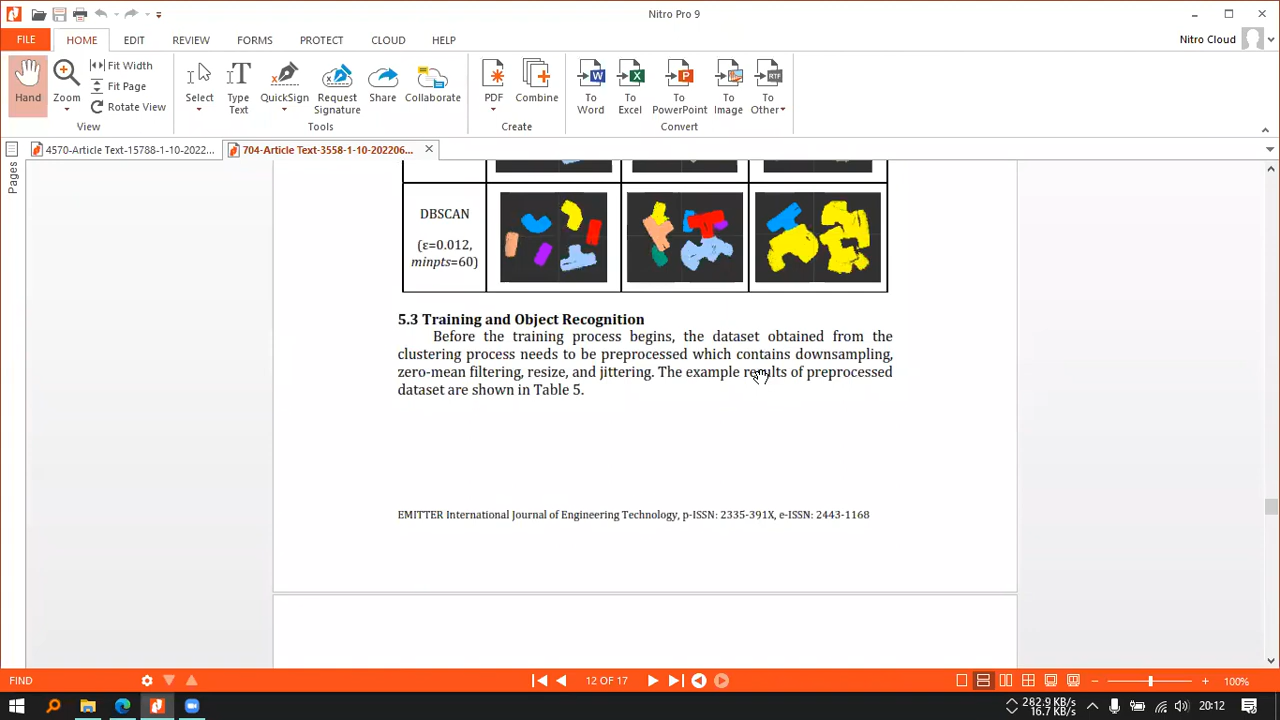 Nitro Pro 9
FILE
HOME
EDIT
REVIEW
FORMS
PROTECT
CLOUD
HELP
Nitro Cloud
Hand
Zoom
Fit Width
Fit Page
Rotate View
View
Select
Type Text
QuickSign
Request Signature
Share
Collaborate
Tools
PDF
Combine
Create
To Word
To Excel
To PowerPoint
To Image
To Other
Convert
4570-Article Text-15788-1-10-2022...
704-Article Text-3558-1-10-202206...
Pages
DBSCAN
(ε=0.012,
minpts=60)
5.3 Training and Object Recognition
Before the training process begins, the dataset obtained from the
clustering process needs to be preprocessed which contains downsampling,
zero-mean filtering, resize, and jittering. The example results of preprocessed
dataset are shown in Table 5.
EMITTER International Journal of Engineering Technology, p-ISSN: 2335-391X, e-ISSN: 2443-1168
FIND
12 OF 17
100%
282.9 KB/s
16.7 KB/s
20:12